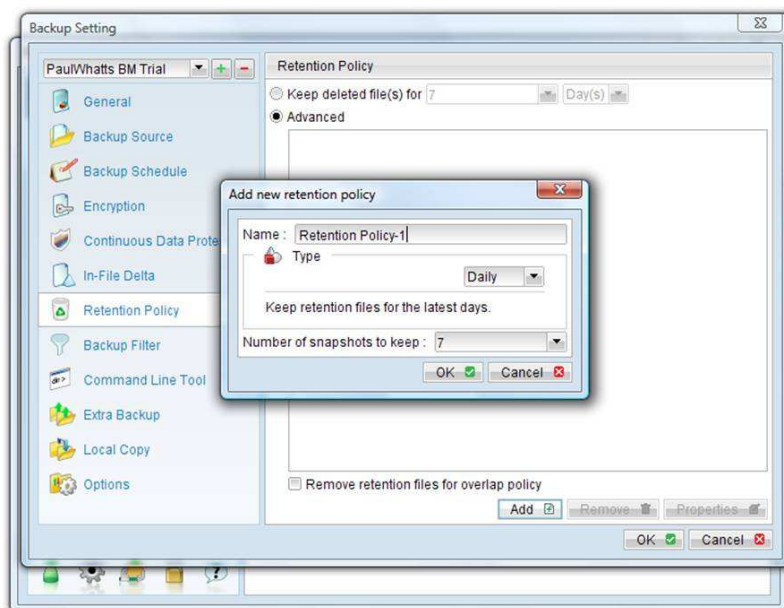 Backup Setting
PaulWhatts BM Trial
General
Backup Source
Backup Schedule
Encryption
Continuous Data Prote
In-File Delta
Retention Policy
Backup Filter
Command Line Tool
Extra Backup
Local Copy
Options
Retention Policy
Keep deleted file(s) for 7 Day(s)
Advanced
Add new retention policy
Name : Retention Policy-1
Type
Daily
Keep retention files for the latest days.
Number of snapshots to keep : 7
OK Cancel
Remove retention files for overlap policy
Add Remove Properties
OK Cancel